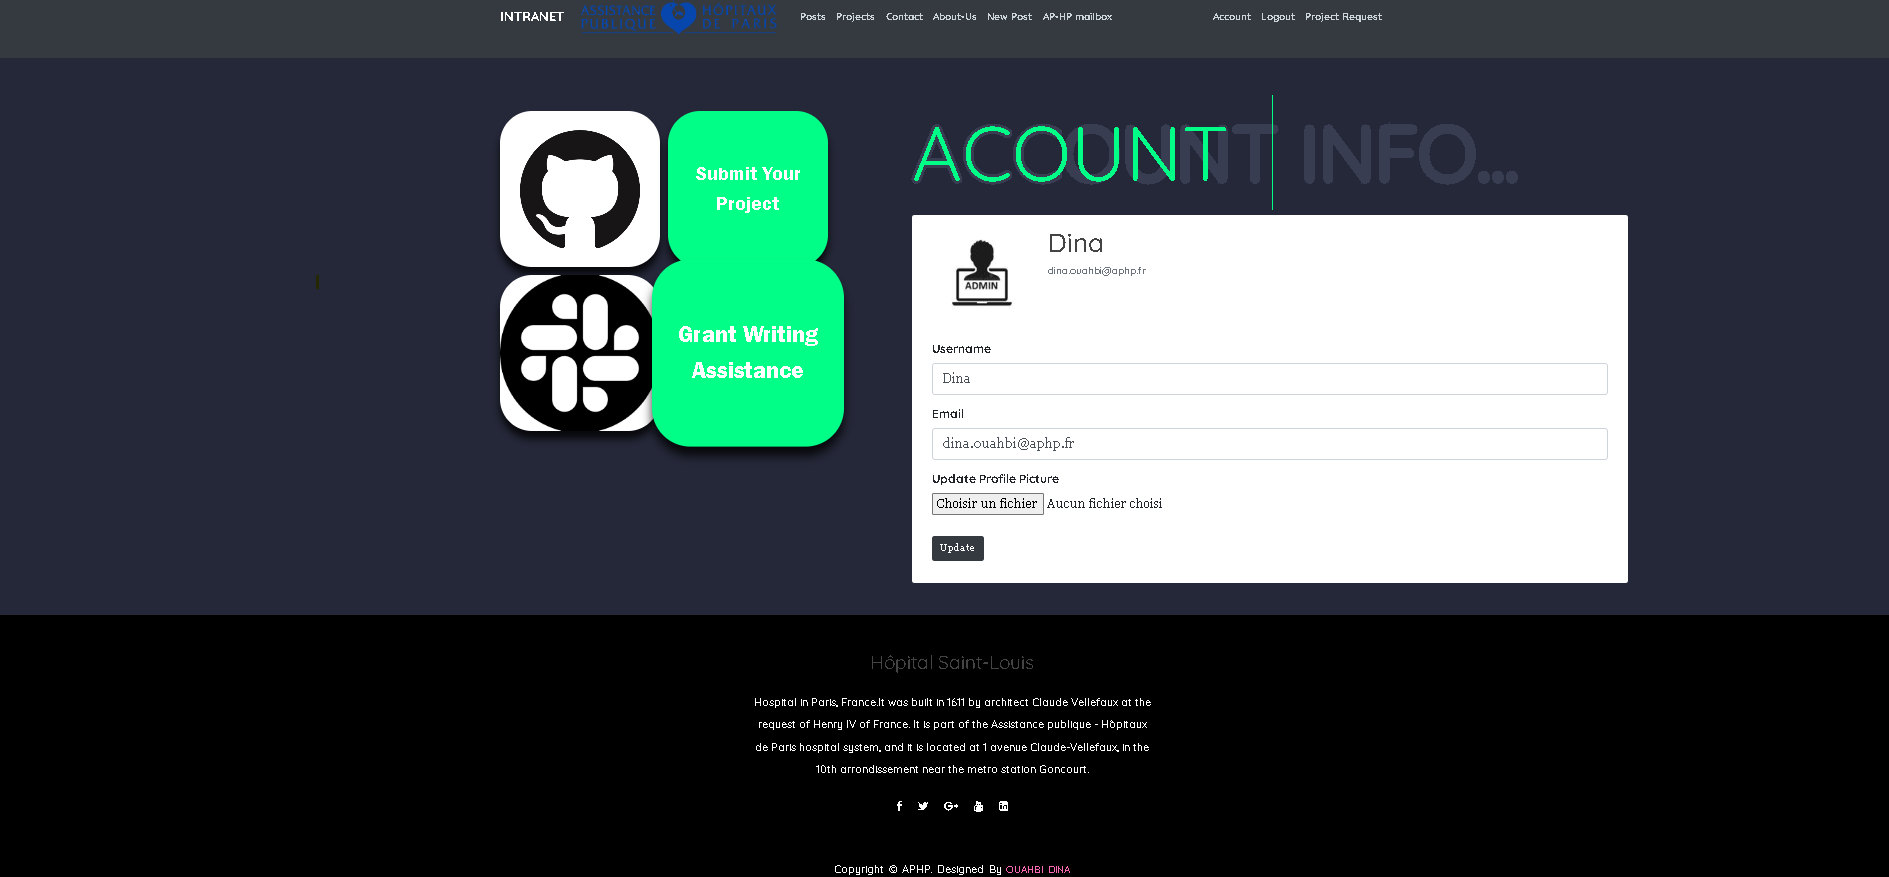 INTRANET
ASSISTANCE HÔPITAUX
PUBLIQUE DE PARIS
Posts Projects Contact About-Us New Post AP-HP mailbox
Account Logout Project Request
Submit Your
Project
Grant Writing
Assistance
ACOUNT
OUNT INFO...
Dina
dina.ouahbi@aphp.fr
ADMIN
Username
Dina
Email
dina.ouahbi@aphp.fr
Update Profile Picture
Choisir un fichier Aucun fichier choisi
Update
Hôpital Saint-Louis
Hospital in Paris, France.It was built in 1611 by architect Claude Vellefaux at the
request of Henry IV of France. It is part of the Assistance publique - Hôpitaux
de Paris hospital system, and it is located at 1 avenue Claude-Vellefaux, in the
10th arrondissement near the metro station Goncourt.
Copyright © APHP. Designed By OUAHBI DINA